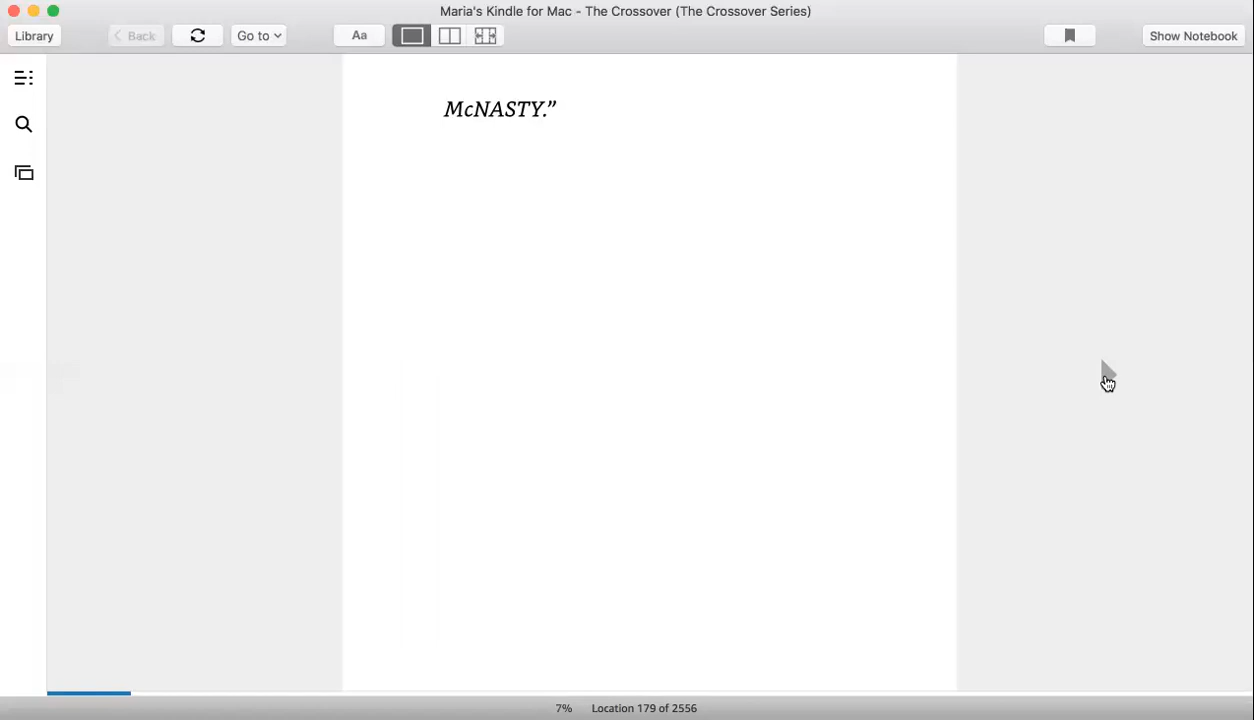 Maria's Kindle for Mac - The Crossover (The Crossover Series)
Library Back Go to Aa Show Notebook
McNASTY.”
7% Location 179 of 2556